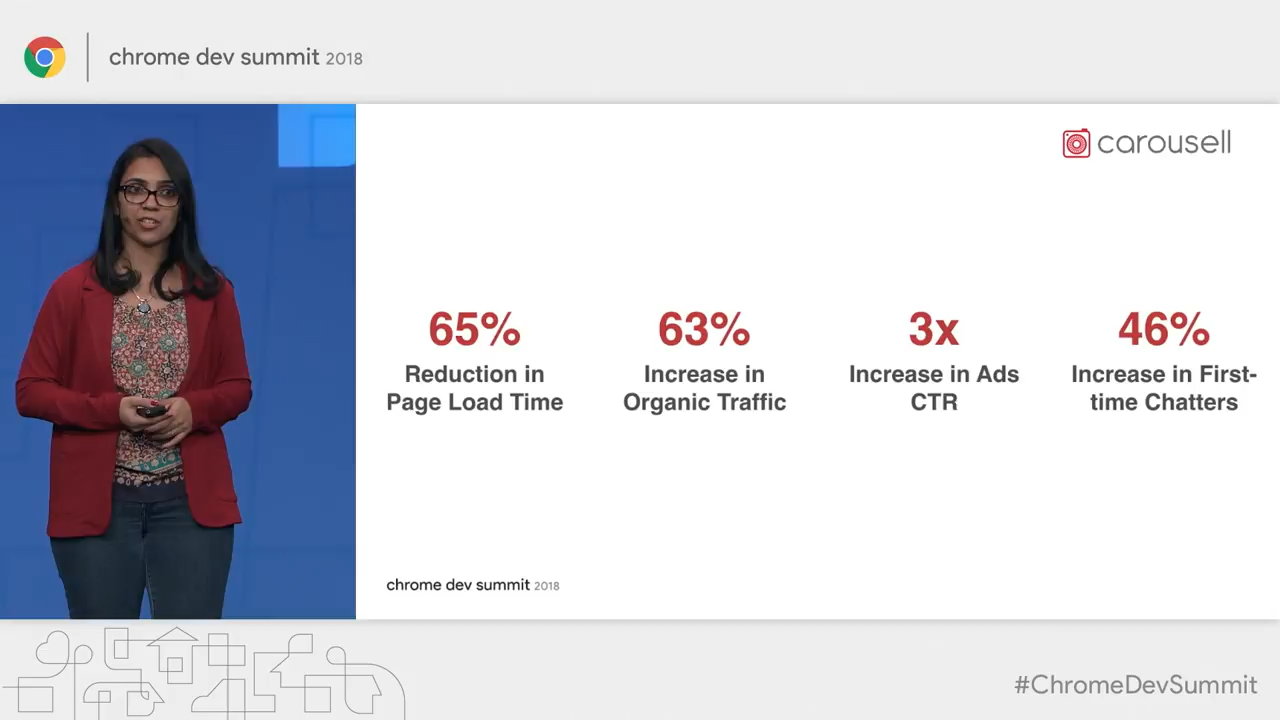 chrome dev summit 2018
carousell
65%
Reduction in
Page Load Time
63%
Increase in
Organic Traffic
3x
Increase in Ads
CTR
46%
Increase in First-
time Chatters
chrome dev summit 2018
#ChromeDevSummit